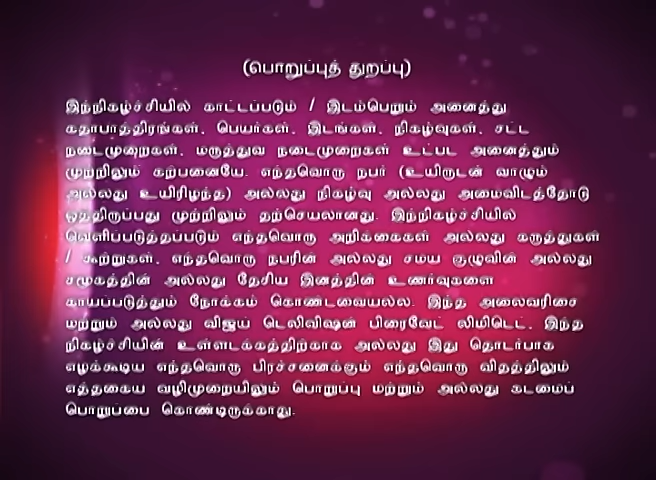 (பொறுப்புத் துறப்பு)
இந்நிகழ்ச்சியில் காட்டப்படும் / இடம்பெறும் அனைத்து
கதாபாத்திரங்கள், பெயர்கள், இடங்கள், நிகழ்வுகள், சட்ட
நடைமுறைகள், மருத்துவ நடைமுறைகள் உட்பட அனைத்தும்
முற்றிலும் கற்பனையே. எந்தவொரு நபர் (உயிருடன் வாழும்
அல்லது உயிரிழந்த) அல்லது நிகழ்வு அல்லது அமைவிடத்தோடு
ஒத்திருப்பது முற்றிலும் தற்செயலானது. இந்நிகழ்ச்சியில்
வெளிப்படுத்தப்படும் எந்தவொரு அறிக்கைகள் அல்லது கருத்துகள்
/ கூற்றுகள், எந்தவொரு நபரின் அல்லது சமய குழுவின் அல்லது
சமூகத்தின் அல்லது தேசிய இனத்தின் உணர்வுகளை
காயப்படுத்தும் நோக்கம் கொண்டவையல்ல. இந்த அலைவரிசை
மற்றும் அல்லது விஜய் டெலிவிஷன் பிரைவேட் லிமிடெட், இந்த
நிகழ்ச்சியின் உள்ளடக்கத்திற்காக அல்லது இது தொடர்பாக
எழக்கூடிய எந்தவொரு பிரச்சனைக்கும் எந்தவொரு விதத்திலும்
எத்தகைய வழிமுறையிலும் பொறுப்பு மற்றும் அல்லது கடமைப்
பொறுப்பை கொண்டிருக்காது.